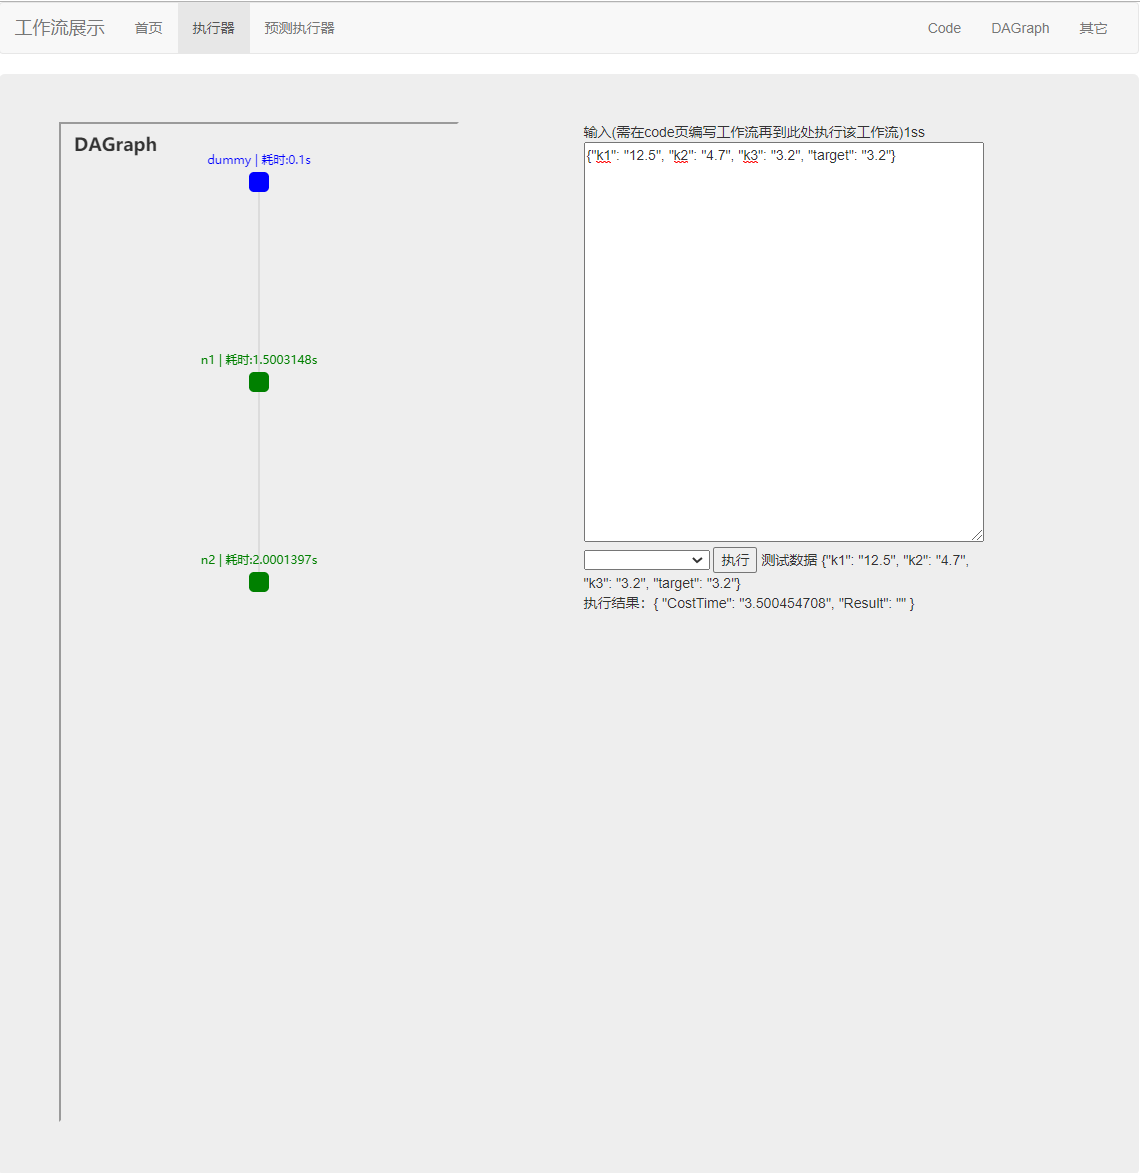 工作流展示 首页 执行器 预测执行器 Code DAGraph 其它
DAGraph
dummy | 耗时:0.1s
n1 | 耗时:1.5003148s
n2 | 耗时:2.0001397s
输入(需在code页编写工作流再到此处执行该工作流)1ss
{"k1": "12.5", "k2": "4.7", "k3": "3.2", "target": "3.2"}
执行 测试数据 {"k1": "12.5", "k2": "4.7",
"k3": "3.2", "target": "3.2"}
执行结果：{ "CostTime": "3.500454708", "Result": "" }